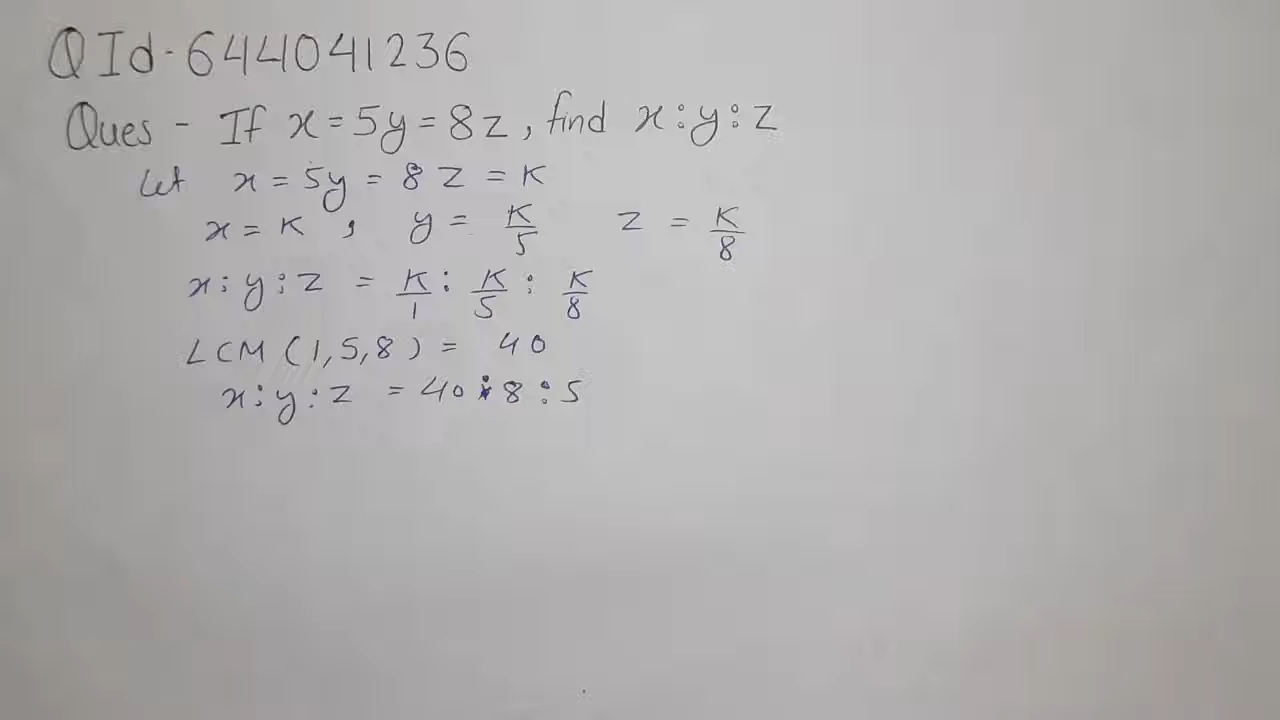 QId-644041236
Ques - If x=5y=8z, find x:y:z
Let x = 5y = 8z = K
x = K , y = K/5 z = K/8
x:y:z = K/1 : K/5 : K/8
LCM (1,5,8) = 40
x:y:z = 40:8:5